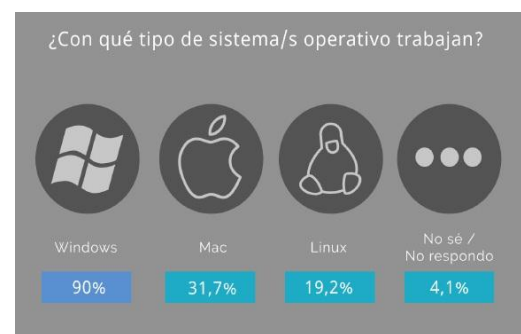 ¿Con qué tipo de sistema/s operativo trabajan?
Windows
Mac
Linux
No sé /
No respondo
90%
31,7%
19,2%
4,1%